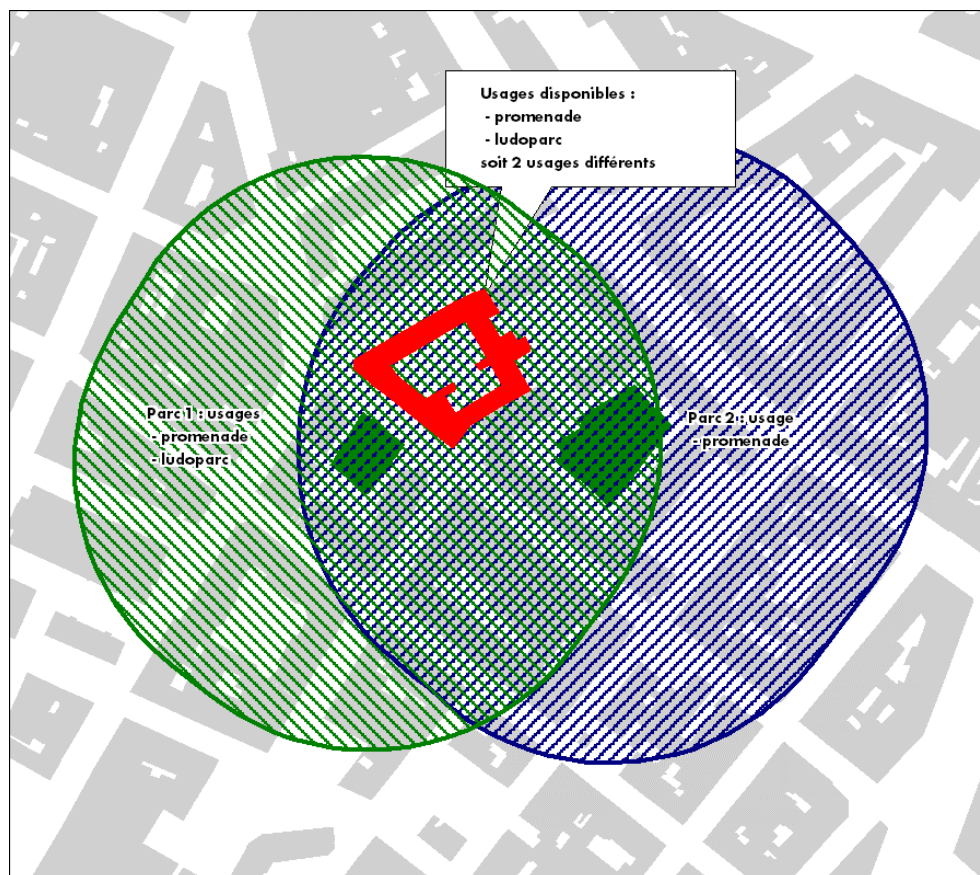 Usages disponibles :
- promenade
- ludoparc
soit 2 usages différents
Parc 1 : usages
- promenade
- ludoparc
Parc 2 : usage
- promenade